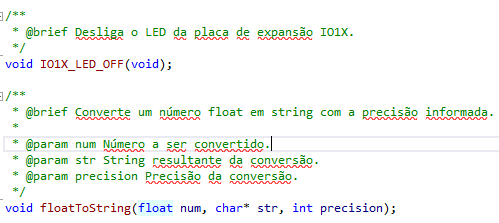 /**
 * @brief Desliga o LED da placa de expansão IO1X.
 */
void IO1X_LED_OFF(void);
/**
 * @brief Converte um número float em string com a precisão informada.
 *
 * @param num Número a ser convertido.
 * @param str String resultante da conversão.
 * @param precision Precisão da conversão.
 */
void floatToString(float num, char* str, int precision);